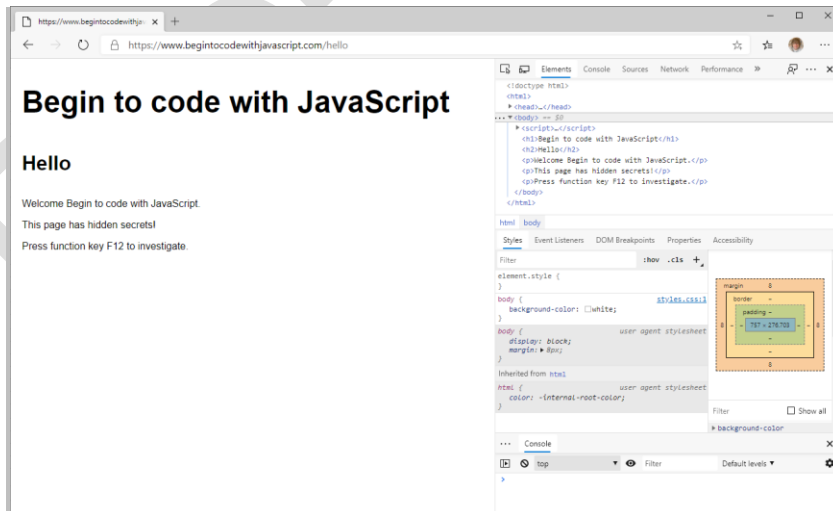 https://www.begintocodewithja
https://www.begintocodewithjavascript.com/hello
Begin to code with JavaScript
Hello
Welcome Begin to code with JavaScript.
This page has hidden secrets!
Press function key F12 to investigate.
Elements Console Sources Network Performance »
<!doctype html>
<html>
<head>…</head>
<body> == $0
<script>…</script>
<h1>Begin to code with JavaScript</h1>
<h2>Hello</h2>
<p>Welcome Begin to code with JavaScript.</p>
<p>This page has hidden secrets!</p>
<p>Press function key F12 to investigate.</p>
</body>
</html>
html body
Styles Event Listeners DOM Breakpoints Properties Accessibility
Filter :hov .cls +
element.style {
}
body { styles.css:1
background-color: white;
}
body { user agent stylesheet
display: block;
margin: 8px;
}
Inherited from html
html { user agent stylesheet
color: -internal-root-color;
}
margin 8
border -
padding -
8 - - 787 × 276.703 - - 8
-
-
8
Filter Show all
background-color
Console
top Filter Default levels